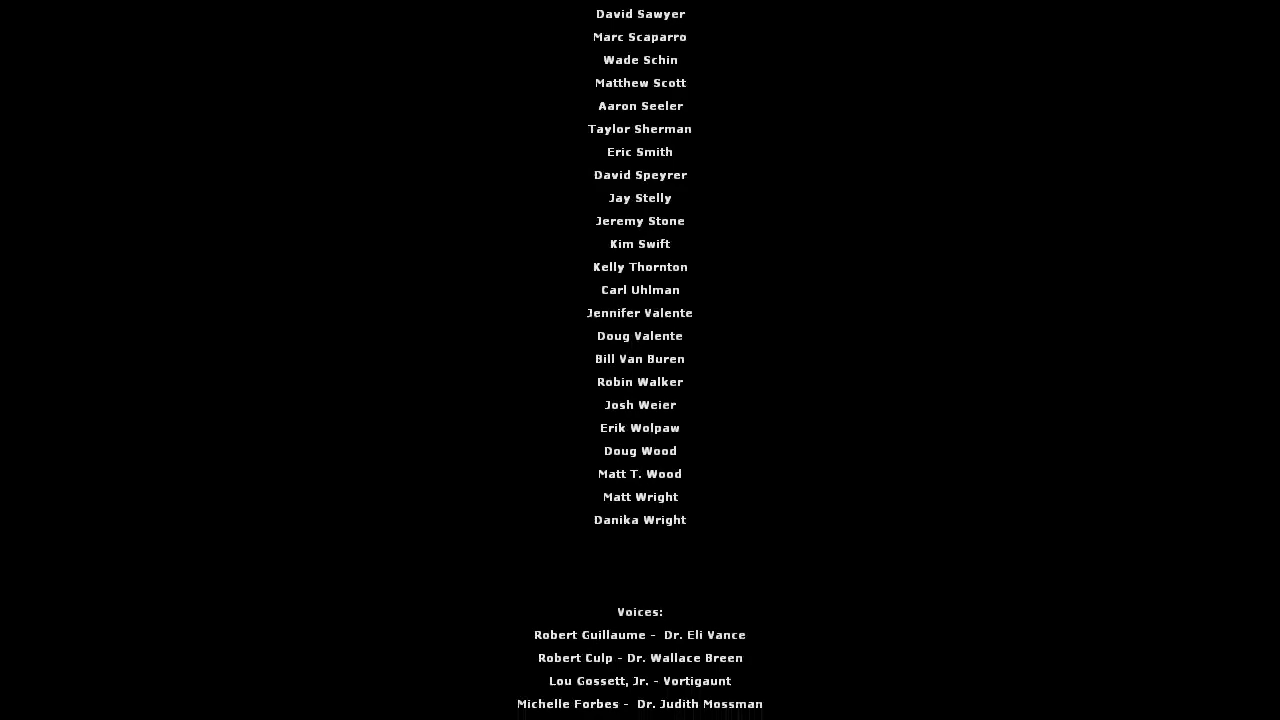 David Sawyer
Marc Scaparro
Wade Schin
Matthew Scott
Aaron Seeler
Taylor Sherman
Eric Smith
David Speyrer
Jay Stelly
Jeremy Stone
Kim Swift
Kelly Thornton
Carl Uhlman
Jennifer Valente
Doug Valente
Bill Van Buren
Robin Walker
Josh Weier
Erik Wolpaw
Doug Wood
Matt T. Wood
Matt Wright
Danika Wright
Voices:
Robert Guillaume -  Dr. Eli Vance
Robert Culp - Dr. Wallace Breen
Lou Gossett, Jr. - Vortigaunt
Michelle Forbes -  Dr. Judith Mossman